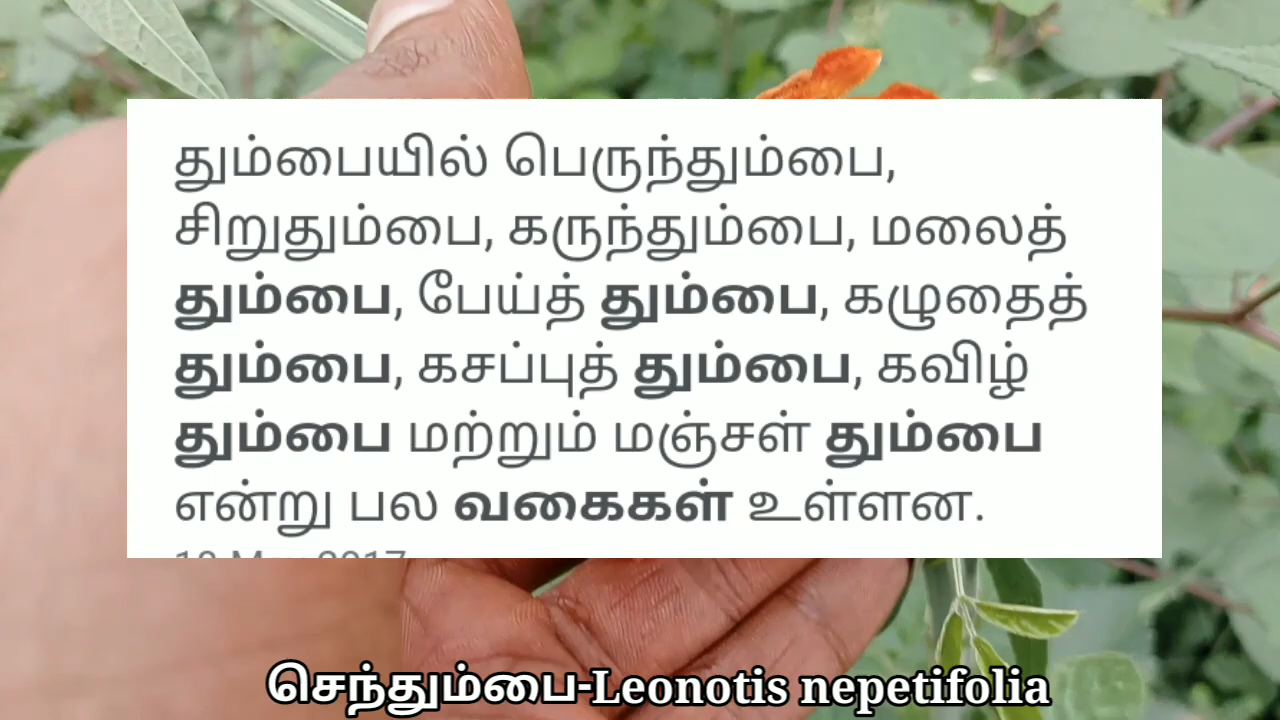 தும்பையில் பெருந்தும்பை,
சிறுதும்பை, கருந்தும்பை, மலைத்
தும்பை, பேய்த் தும்பை, கழுதைத்
தும்பை, கசப்புத் தும்பை, கவிழ்
தும்பை மற்றும் மஞ்சள் தும்பை
என்று பல வகைகள் உள்ளன.
செந்தும்பை-Leonotis nepetifolia